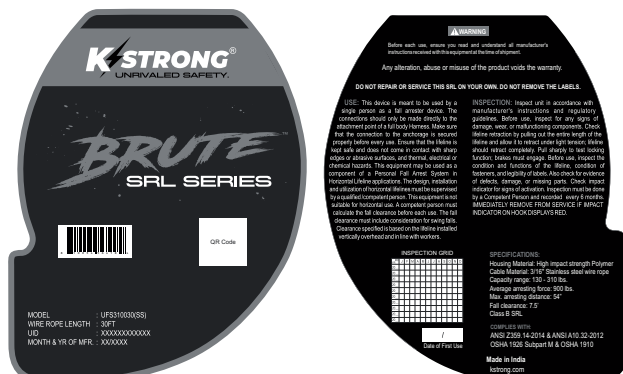 KSTRONG®
UNRIVALED SAFETY.
BRUTE™
SRL SERIES
QR Code
MODEL : UFS310030(SS)
WIRE ROPE LENGTH : 30FT
UID : XXXXXXXXXXXX
MONTH & YR OF MFR. : XX/XXXX
WARNING
Before each use, ensure you read and understand all manufacturer's
instructions received with this equipment at the time of shipment.
Any alteration, abuse or misuse of the product voids the warranty.
DO NOT REPAIR OR SERVICE THIS SRL ON YOUR OWN. DO NOT REMOVE THE LABELS.
USE: This device is meant to be used by a
single person as a fall arrester device. The
connections should only be made directly to the
attachment point of a full body Harness. Make sure
that the anchorage is secured
properly before every use. Ensure that the lifeline is
kept safe and does not come in contact with sharp
edges or abrasive surfaces, and thermal, electrical or
chemical hazards. This equipment may be used as a
component of a Personal Fall Arrest System in
Horizontal Lifeline applications. The design, installation
and utilization of horizontal lifelines must be supervised
by a qualified /competent person. This equipment is not
suitable for horizontal use. A competent person must
calculate the fall clearance before each use. The fall
clearance must include consideration for swing falls.
Clearance specified is based on the lifeline installed
vertically overhead and in line with workers.
INSPECTION: Inspect unit in accordance with
manufacturer's instructions and regulatory
guidelines. Before use, inspect for any signs of
damage, wear, or malfunctioning components. Check
lifeline retraction by pulling out the entire length of the
lifeline and allow it to retract under light tension; lifeline
should retract completely. Pull sharply to test locking
function; brakes must engage. Before use, inspect the
condition and functions of the lifeline, condition of
fasteners, and legibility of labels. Also check for evidence
of defects, damage, or missing parts. Check impact
indicator for signs of activation. Inspection must be done
by a Competent Person and recorded every 6 months.
IMMEDIATELY REMOVE FROM SERVICE IF IMPACT
INDICATOR ON HOOK DISPLAYS RED.
INSPECTION GRID
/
Date of First Use
SPECIFICATIONS:
Housing Material: High impact strength Polymer
Cable Material: 3/16" Stainless steel wire rope
Capacity range: 130 - 310 lbs.
Average arresting force: 900 lbs.
Max. arresting distance: 54"
Fall clearance: 7.5'
Class B SRL
COMPLIES WITH:
ANSI Z359.14-2014 & ANSI A10.32-2012
OSHA 1926 Subpart M & OSHA 1910
Made in India
kstrong.com